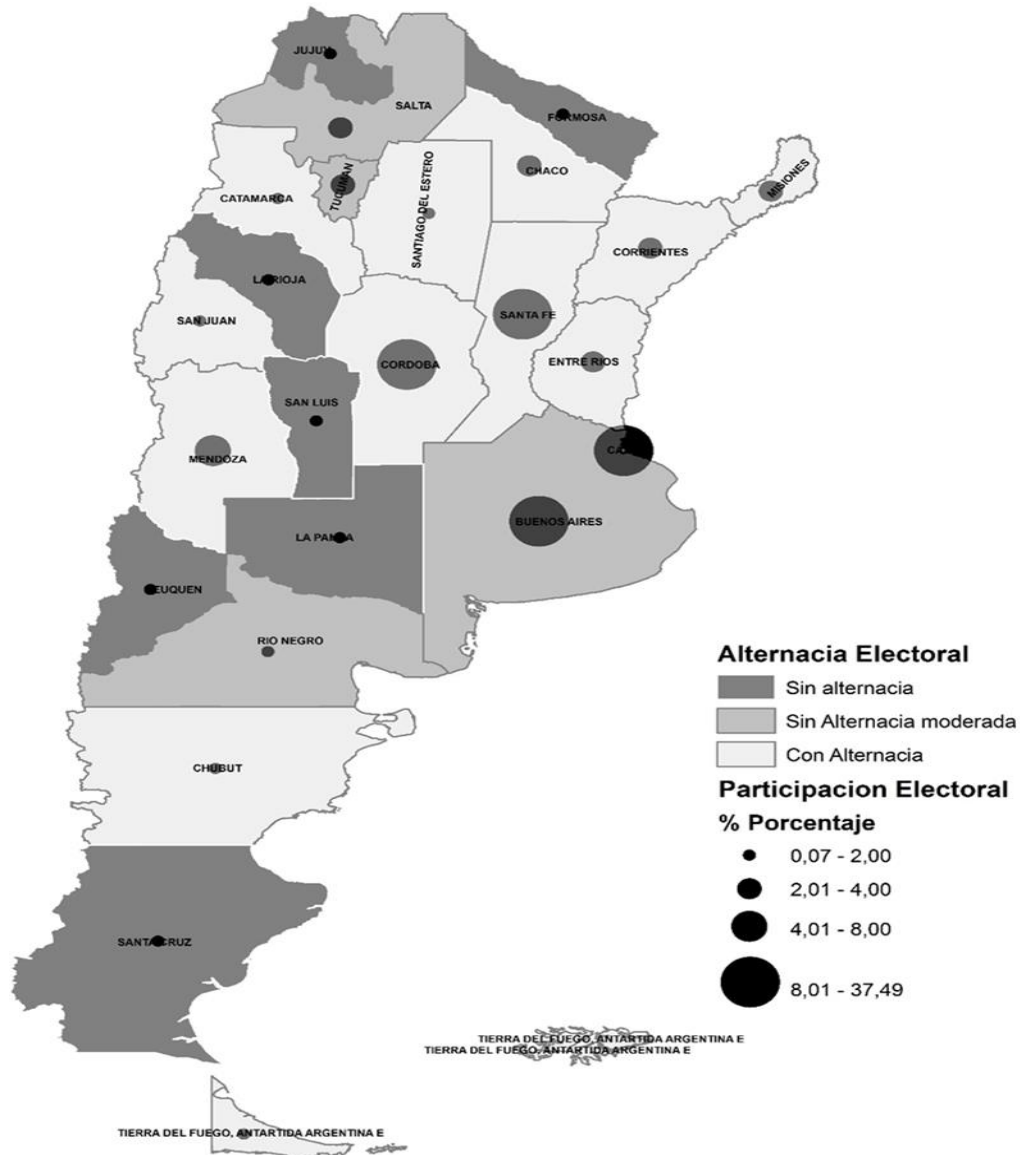 JUJUY
SALTA
FORMOSA
CHACO
TUCUMAN
SANTIAGO DEL ESTERO
MISIONES
CATAMARCA
CORRIENTES
LA RIOJA
SAN JUAN
SANTA FE
CORDOBA
ENTRE RIOS
SAN LUIS
MENDOZA
BUENOS AIRES
LA PAMPA
EUQUEN
RIO NEGRO
CHUBUT
SANTA CRUZ
Alternacia Electoral
Sin alternacia
Sin Alternacia moderada
Con Alternacia
Participacion Electoral
% Porcentaje
0,07 - 2,00
2,01 - 4,00
4,01 - 8,00
8,01 - 37,49
TIERRA DEL FUEGO, ANTARTIDA ARGENTINA E
TIERRA DEL FUEGO, ANTARTIDA ARGENTINA E
TIERRA DEL FUEGO, ANTARTIDA ARGENTINA E